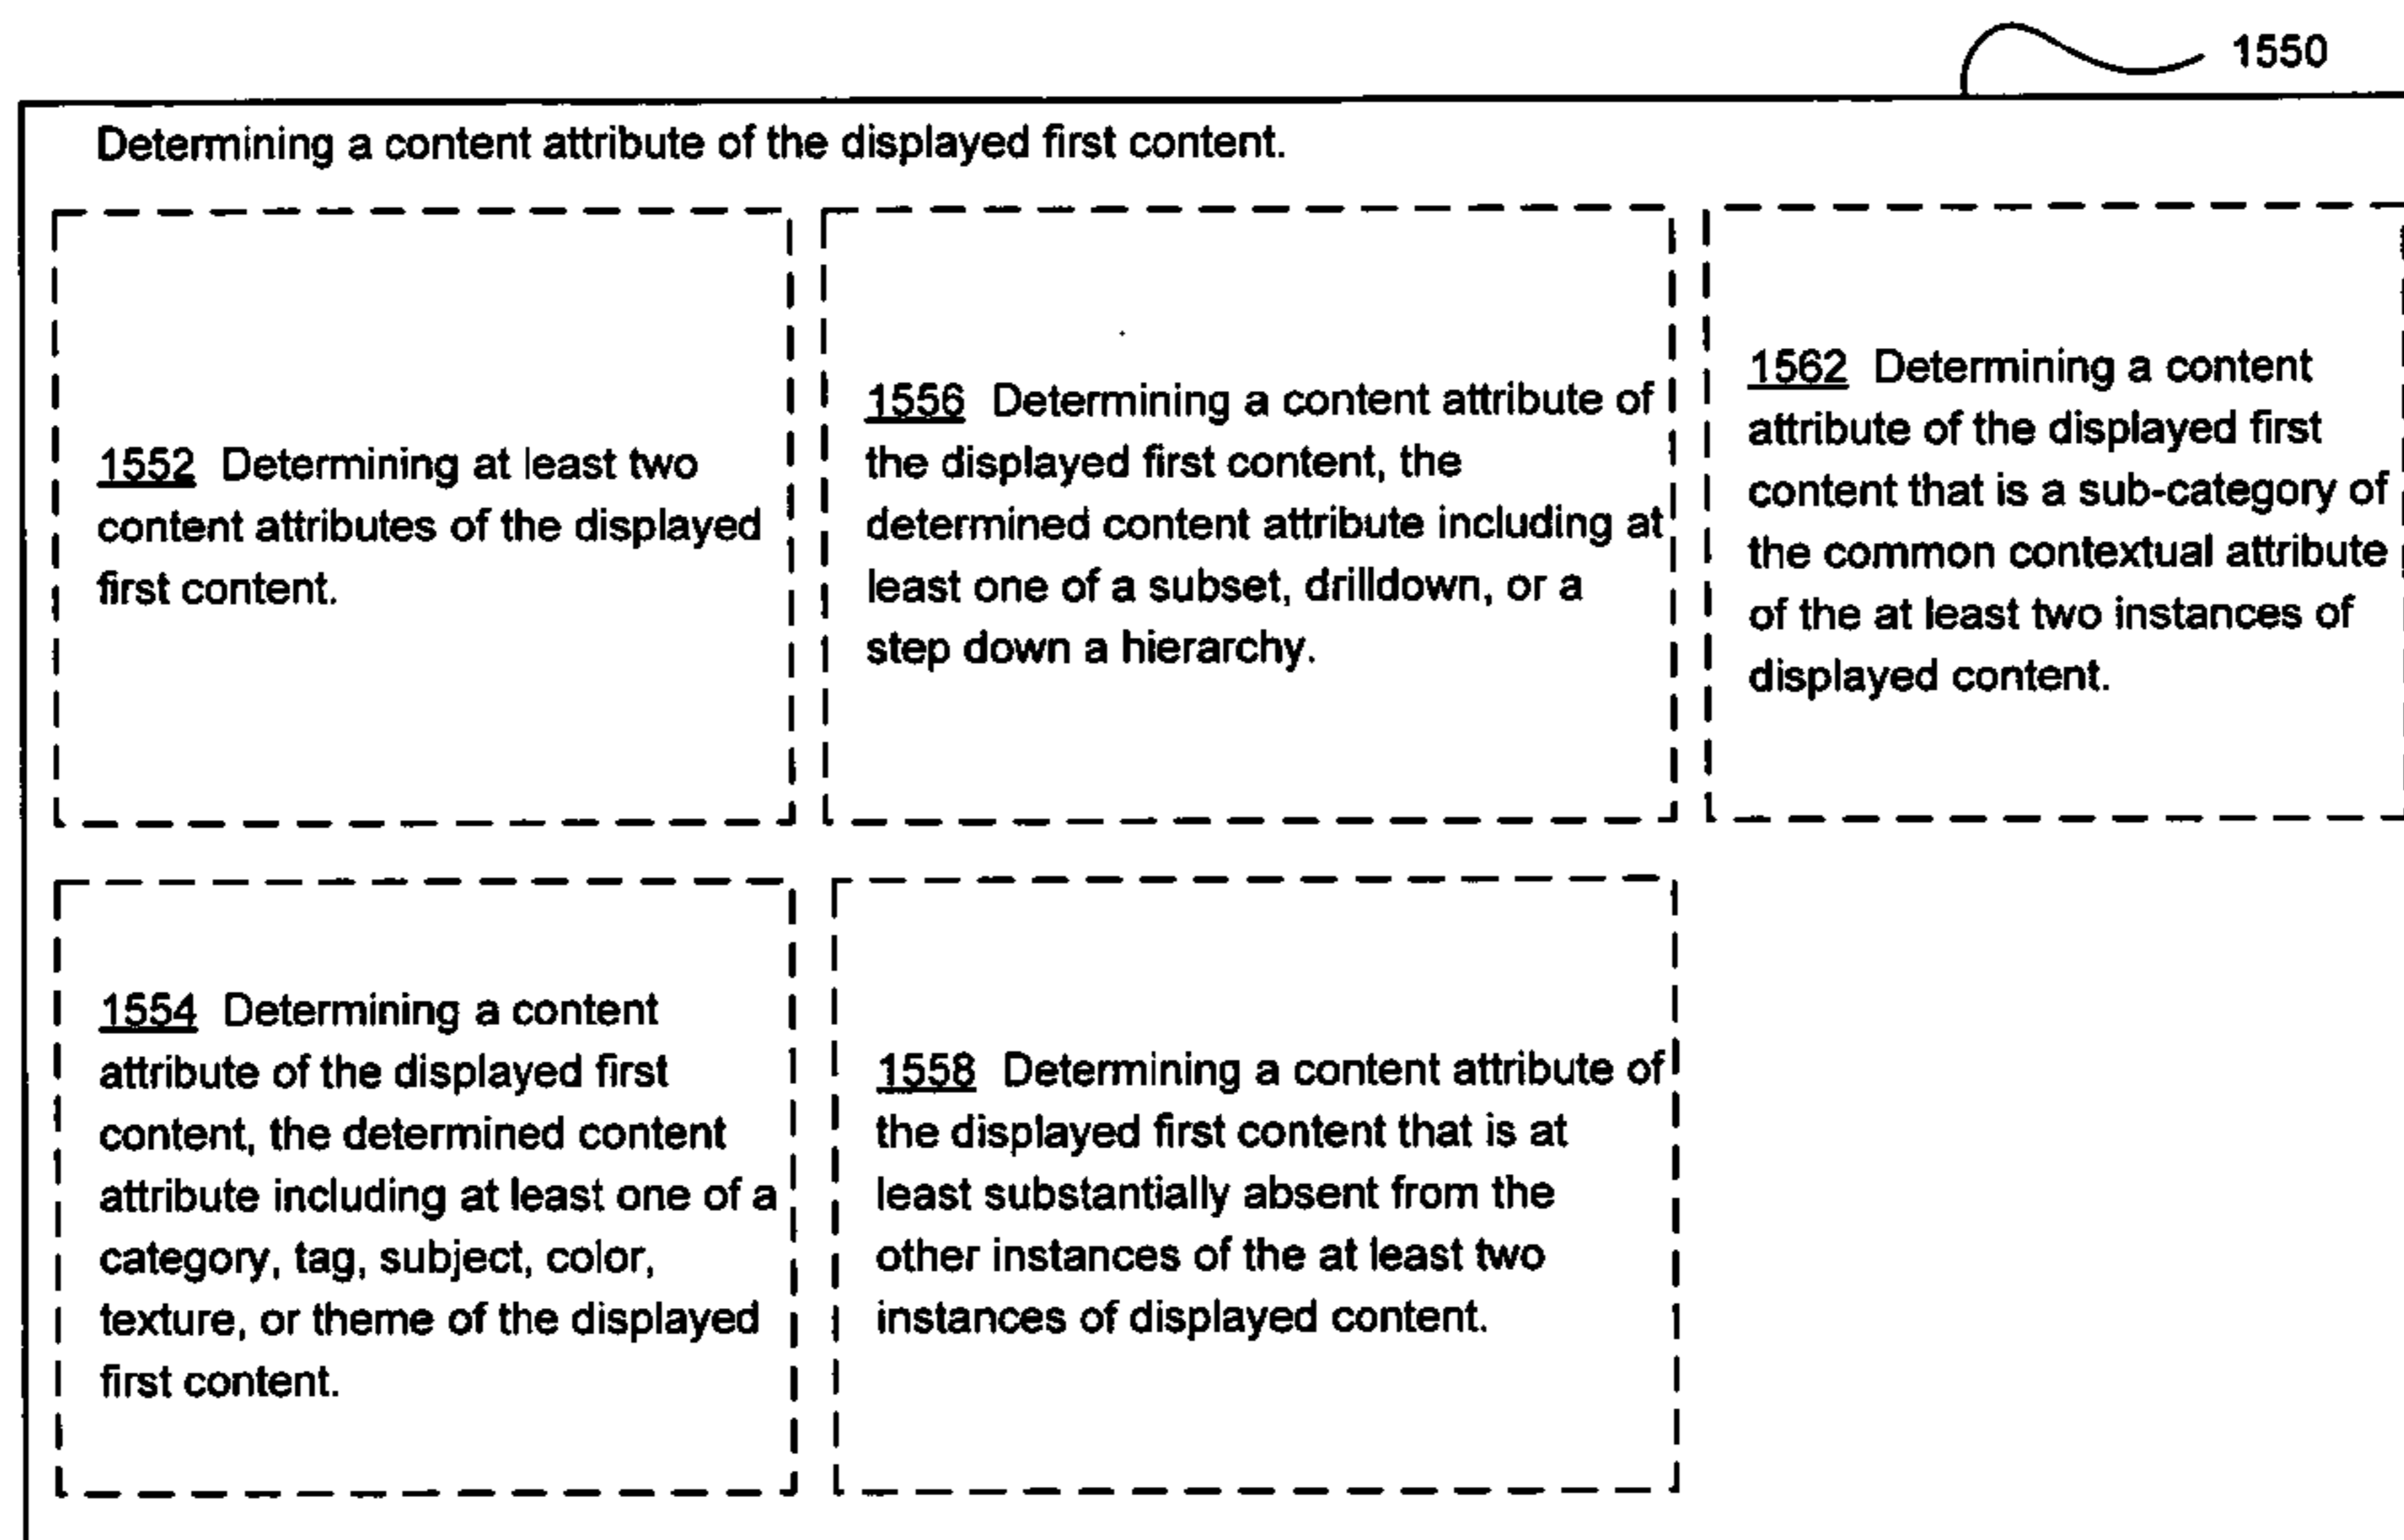 1550
Determining a content attribute of the displayed first content.
1552 Determining at least two
content attributes of the displayed
first content.
1556 Determining a content attribute of
the displayed first content, the
determined content attribute including at
least one of a subset, drilldown, or a
step down a hierarchy.
1562 Determining a content
attribute of the displayed first
content that is a sub-category of
the common contextual attribute
of the at least two instances of
displayed content.
1554 Determining a content
attribute of the displayed first
content, the determined content
attribute including at least one of a
category, tag, subject, color,
texture, or theme of the displayed
first content.
1558 Determining a content attribute of
the displayed first content that is at
least substantially absent from the
other instances of the at least two
instances of displayed content.